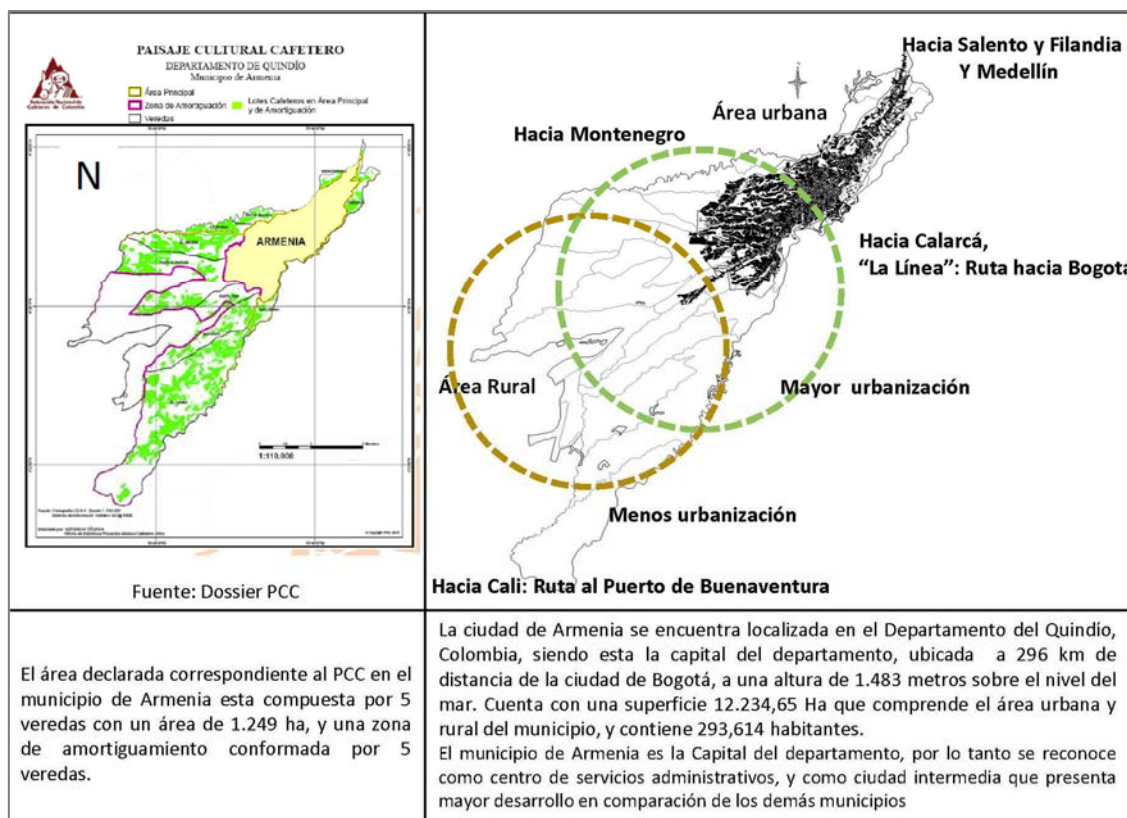 PAISAJE CULTURAL CAFETERO
DEPARTAMENTO DE QUINDÍO
Municipio de Armenia
Federación Nacional de
Cafeteros de Colombia
Área Principal
Zona de Amortiguación
Veredas
Lotes Cafeteros en Área Principal
y de Amortiguación
N
ARMENIA
1:110.000
Fuente: Dossier PCC
Hacia Salento y Filandia
Y Medellín
Área urbana
Hacia Montenegro
Hacia Calarcá,
“La Línea”: Ruta hacia Bogotá
Área Rural
Mayor urbanización
Menos urbanización
Hacia Cali: Ruta al Puerto de Buenaventura
El área declarada correspondiente al PCC en el
municipio de Armenia esta compuesta por 5
veredas con un área de 1.249 ha, y una zona
de amortiguamiento conformada por 5
veredas.
La ciudad de Armenia se encuentra localizada en el Departamento del Quindío,
Colombia, siendo esta la capital del departamento, ubicada a 296 km de
distancia de la ciudad de Bogotá, a una altura de 1.483 metros sobre el nivel del
mar. Cuenta con una superficie 12.234,65 Ha que comprende el área urbana y
rural del municipio, y contiene 293,614 habitantes.
El municipio de Armenia es la Capital del departamento, por lo tanto se reconoce
como centro de servicios administrativos, y como ciudad intermedia que presenta
mayor desarrollo en comparación de los demás municipios